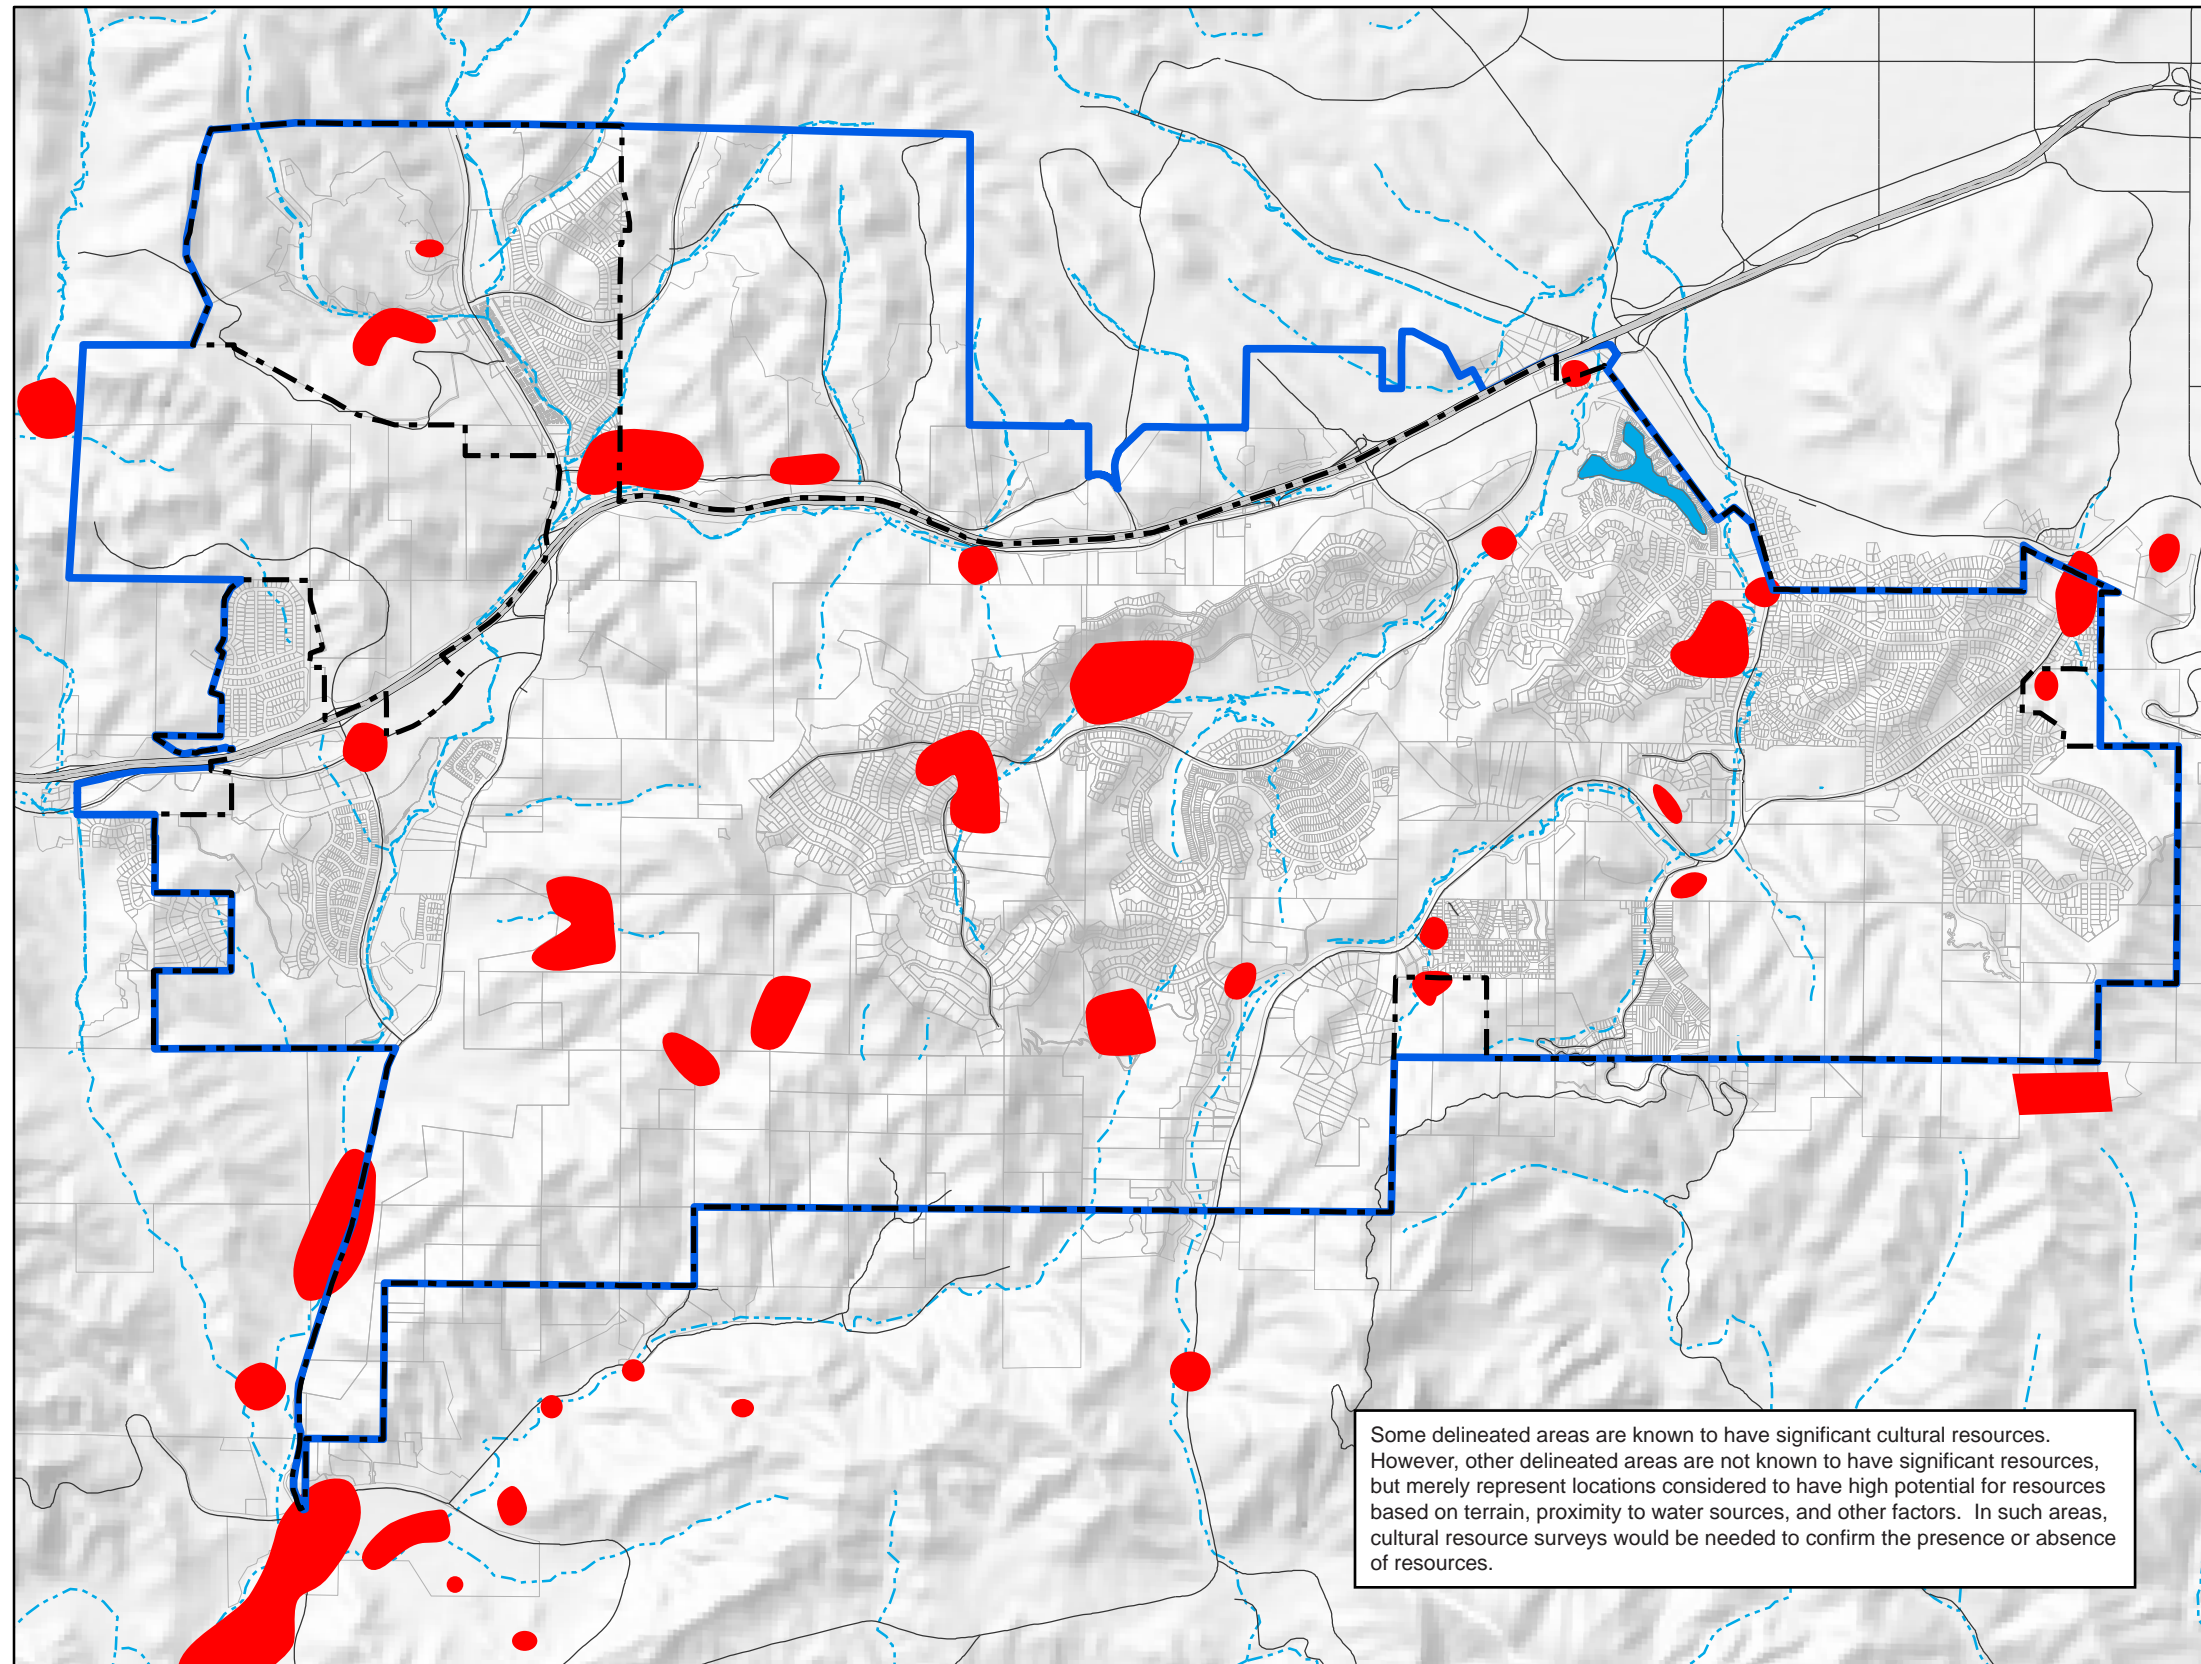 Some delineated areas are known to have significant cultural resources.
However, other delineated areas are not known to have significant resources,
but merely represent locations considered to have high potential for resources
based on terrain, proximity to water sources, and other factors.  In such areas,
cultural resource surveys would be needed to confirm the presence or absence
of resources.